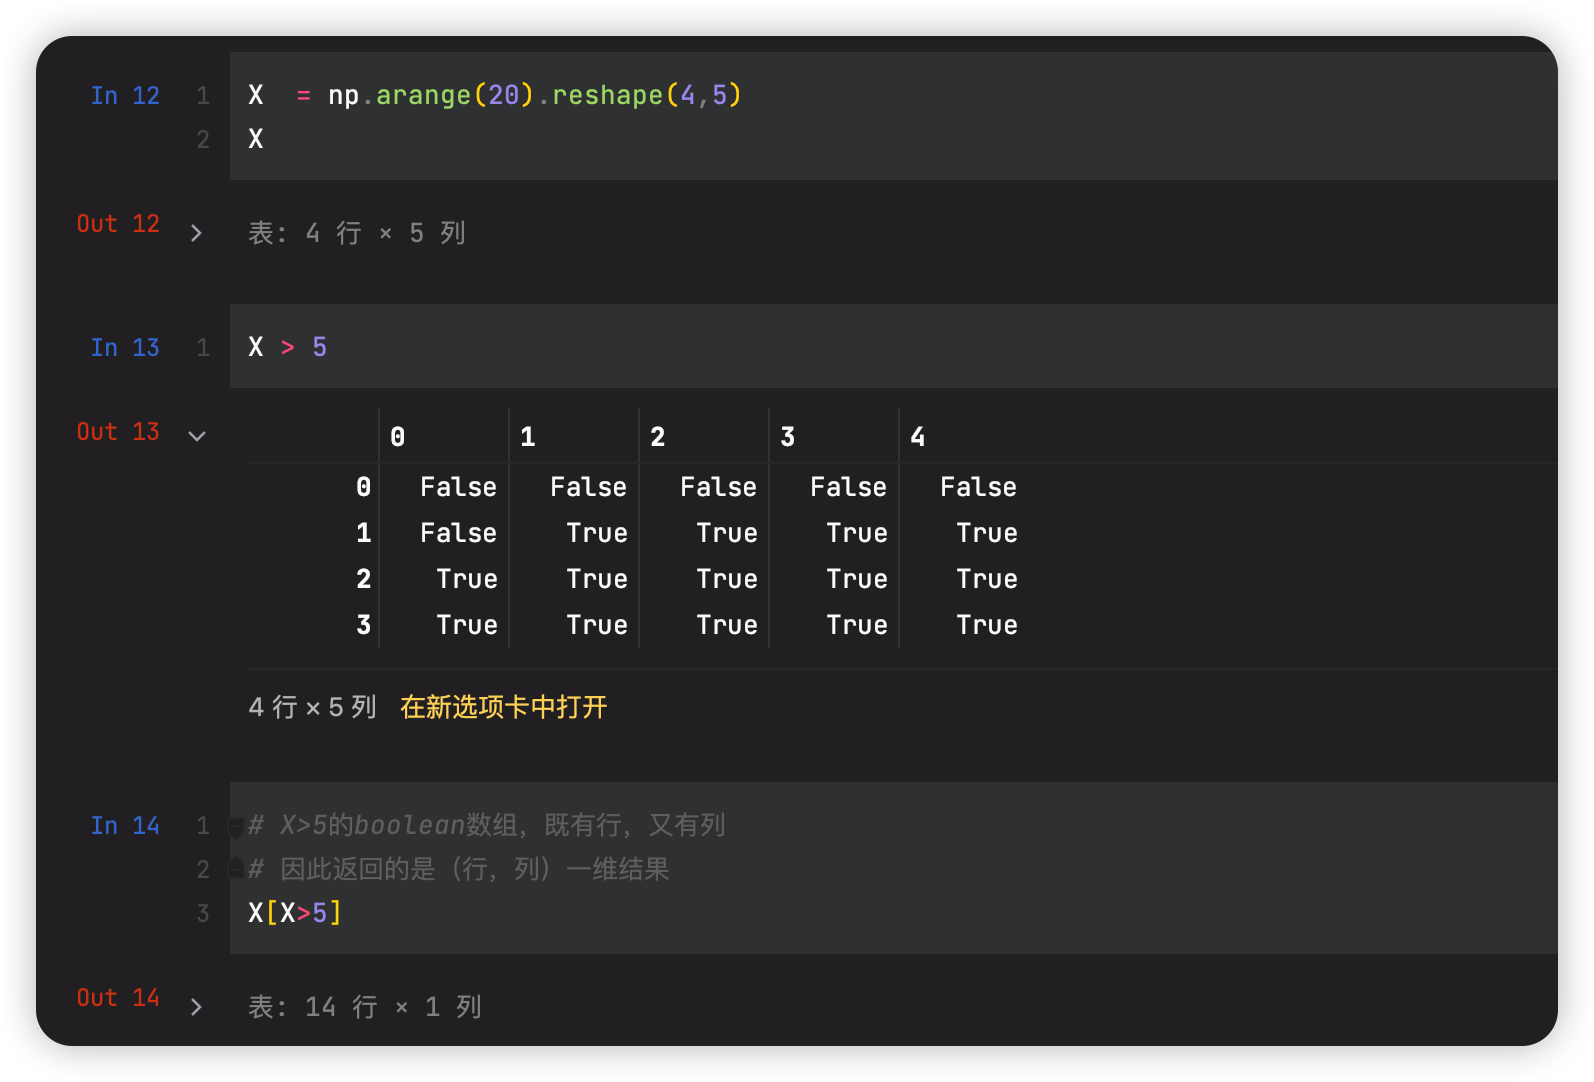 In 12 1 X  = np.arange(20).reshape(4,5)
2 X
Out 12 表: 4 行 × 5 列
In 13 1 X > 5
Out 13 0 1 2 3 4
0 False False False False False
1 False True True True True
2 True True True True True
3 True True True True True
4 行 × 5 列 在新选项卡中打开
In 14 1 # X>5的boolean数组，既有行，又有列
2 # 因此返回的是（行，列）一维结果
3 X[X>5]
Out 14 表: 14 行 × 1 列